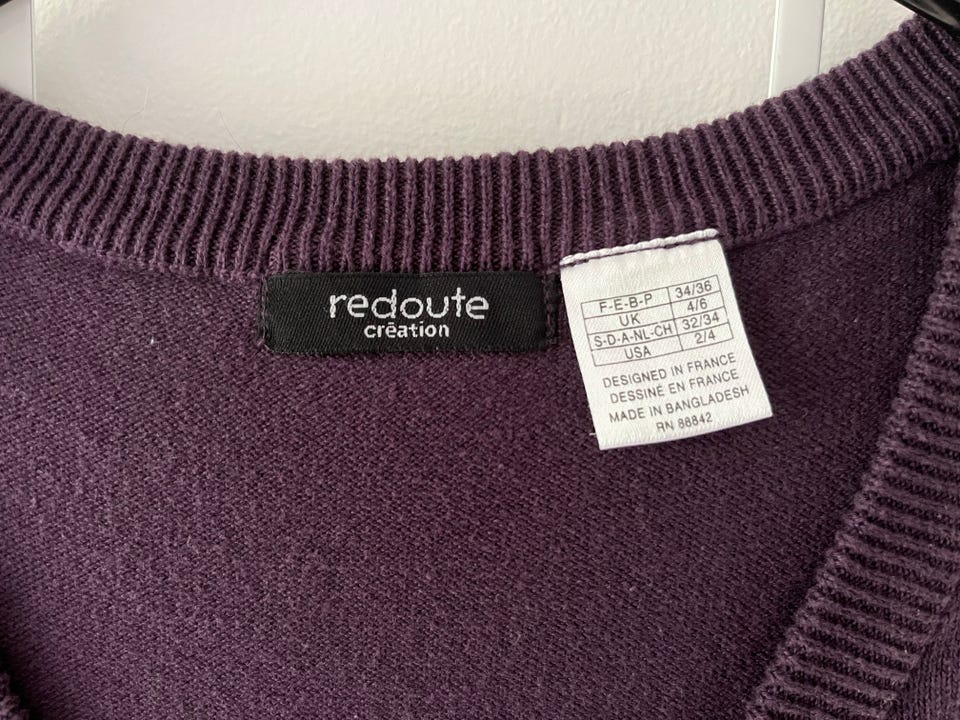 redoute
création
F-E-B-P 34/36
UK 4/6
S-D-A-NL-CH 32/34
USA 2/4
DESIGNED IN FRANCE
DESSINÉ EN FRANCE
MADE IN BANGLADESH
RN 88842